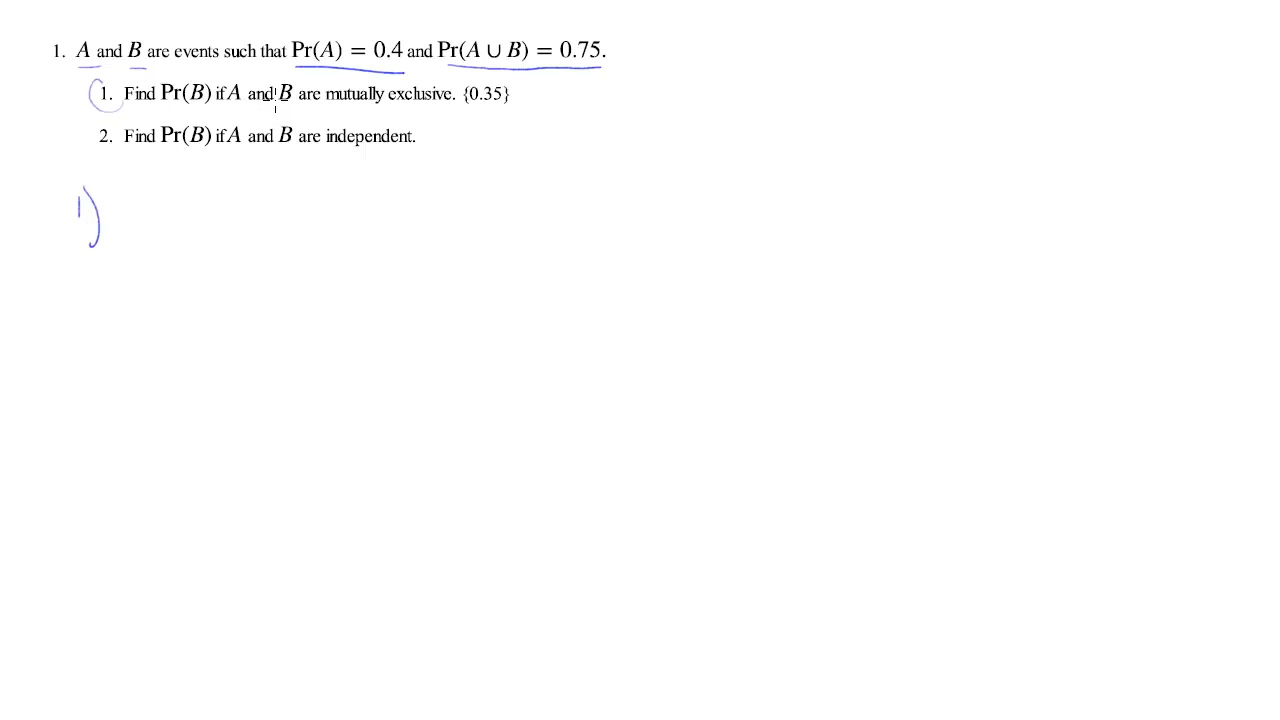 1. A and B are events such that Pr(A) = 0.4 and Pr(A ∪ B) = 0.75.
1. Find Pr(B) if A and B are mutually exclusive. {0.35}
2. Find Pr(B) if A and B are independent.
1)